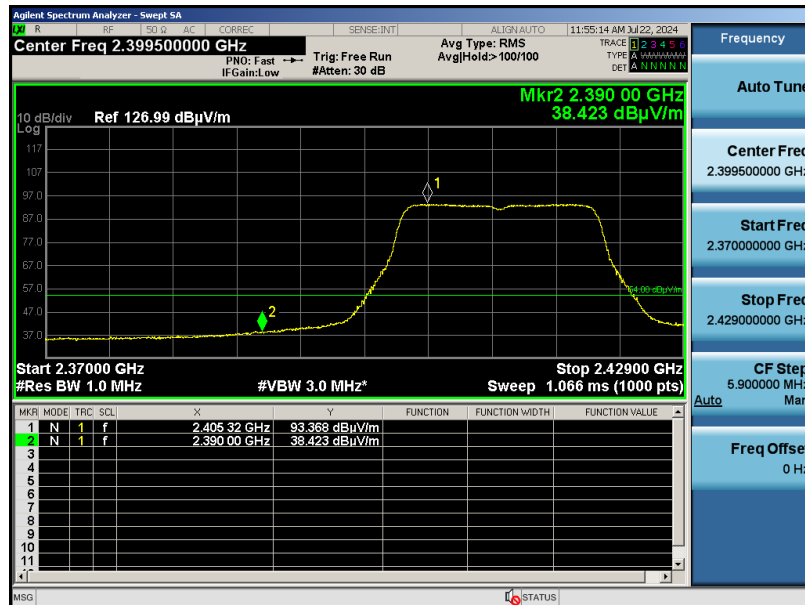 Agilent Spectrum Analyzer - Swept SA
R RF 50 Ω AC CORREC SENSE:INT ALIGN AUTO 11:55:14 AM Jul 22, 2024
Center Freq 2.399500000 GHz
PNO: Fast
IFGain:Low
Trig: Free Run
#Atten: 30 dB
Avg Type: RMS
Avg|Hold:>100/100
TRACE 1 2 3 4 5 6
TYPE A WWWWW
DET A N N N N N
Mkr2 2.390 00 GHz
38.423 dBµV/m
10 dB/div Ref 126.99 dBµV/m
Log
117
107
97.0
87.0
77.0
67.0
57.0
47.0
37.0
1
2
54.00 dBµV/m
Start 2.37000 GHz Stop 2.42900 GHz
#Res BW 1.0 MHz #VBW 3.0 MHz* Sweep 1.066 ms (1000 pts)
MKR MODE TRC SCL X Y FUNCTION FUNCTION WIDTH FUNCTION VALUE
1 N 1 f 2.405 32 GHz 93.368 dBµV/m
2 N 1 f 2.390 00 GHz 38.423 dBµV/m
3
4
5
6
7
8
9
10
11
MSG STATUS
Frequency
Auto Tune
Center Freq
2.399500000 GHz
Start Freq
2.370000000 GHz
Stop Freq
2.429000000 GHz
CF Step
5.900000 MHz
Auto Man
Freq Offset
0 Hz